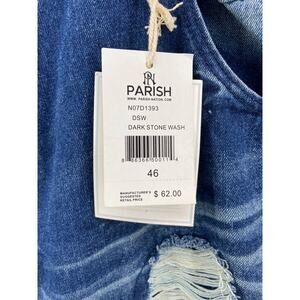 PARISH
WWW. PARISH-NATION.COM
N07D1393
DSW
DARK STONE WASH
46
MANUFACTURER'S
SUGGESTED
RETAIL PRICE
$ 62.00